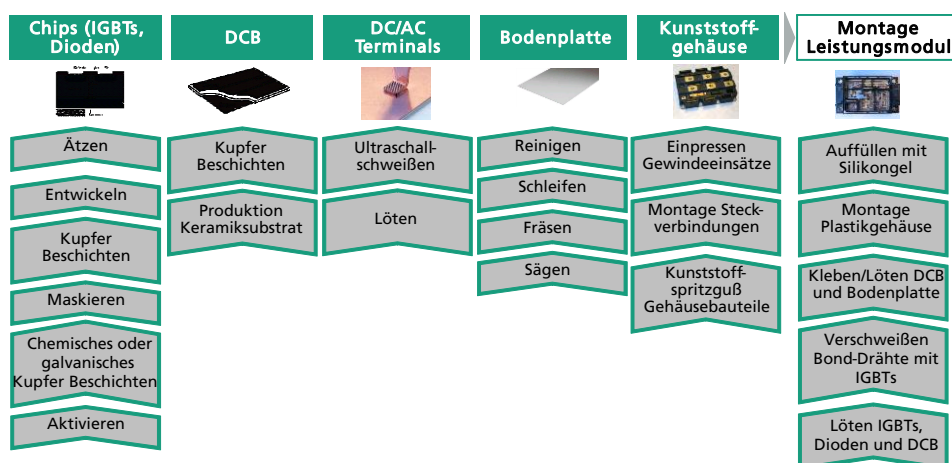 Chips (IGBTs,
Dioden)
DCB
DC/AC
Terminals
Bodenplatte
Kunststoff-
gehäuse
Montage
Leistungsmodul
Ätzen
Entwickeln
Kupfer
Beschichten
Maskieren
Chemisches oder
galvanisches
Kupfer Beschichten
Aktivieren
Kupfer
Beschichten
Produktion
Keramiksubstrat
Ultraschall-
schweißen
Löten
Reinigen
Schleifen
Fräsen
Sägen
Einpressen
Gewindeeinsätze
Montage Steck-
verbindungen
Kunststoff-
spritzguß
Gehäusebauteile
Auffüllen mit
Silikongel
Montage
Plastikgehäuse
Kleben/Löten DCB
und Bodenplatte
Verschweißen
Bond-Drähte mit
IGBTs
Löten IGBTs,
Dioden und DCB